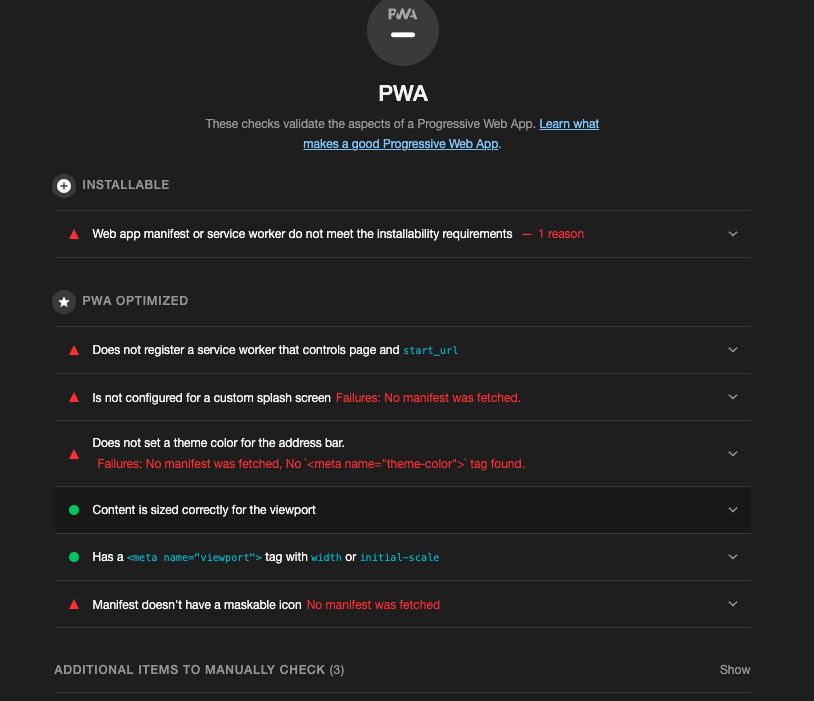 PWA
PWA
These checks validate the aspects of a Progressive Web App. Learn what
makes a good Progressive Web App.
INSTALLABLE
Web app manifest or service worker do not meet the installability requirements — 1 reason
PWA OPTIMIZED
Does not register a service worker that controls page and start_url
Is not configured for a custom splash screen Failures: No manifest was fetched.
Does not set a theme color for the address bar.
Failures: No manifest was fetched, No `<meta name="theme-color">` tag found.
Content is sized correctly for the viewport
Has a <meta name="viewport"> tag with width or initial-scale
Manifest doesn't have a maskable icon No manifest was fetched
ADDITIONAL ITEMS TO MANUALLY CHECK (3) Show